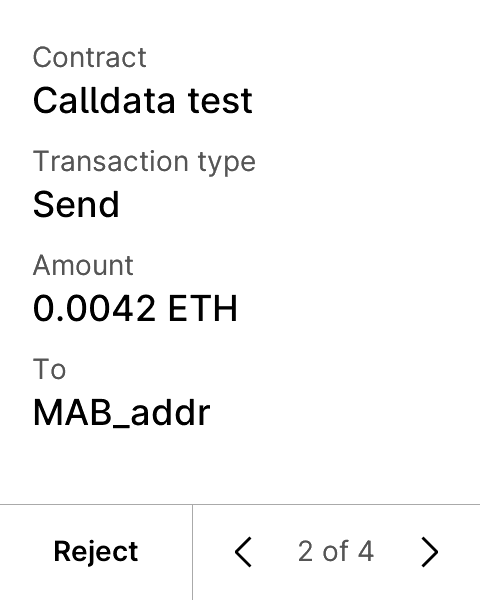 Contract
Calldata test
Transaction type
Send
Amount
0.0042 ETH
To
MAB_addr
Reject
2 of 4